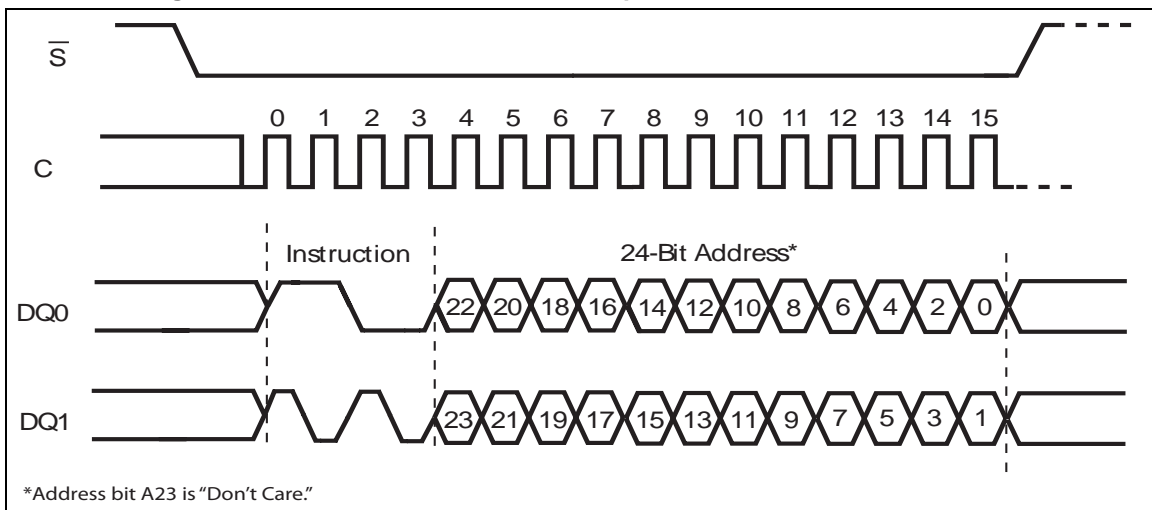 S
0 1 2 3 4 5 6 7 8 9 10 11 12 13 14 15
C
Instruction 24-Bit Address*
DQ0 22 20 18 16 14 12 10 8 6 4 2 0
DQ1 23 21 19 17 15 13 11 9 7 5 3 1
*Address bit A23 is “Don’t Care.”